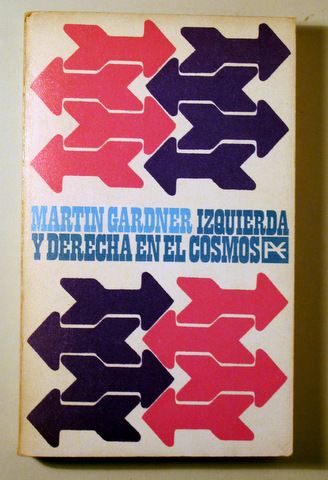 MARTIN GARDNER IZQUIERDA
Y DERECHA EN EL COSMOS